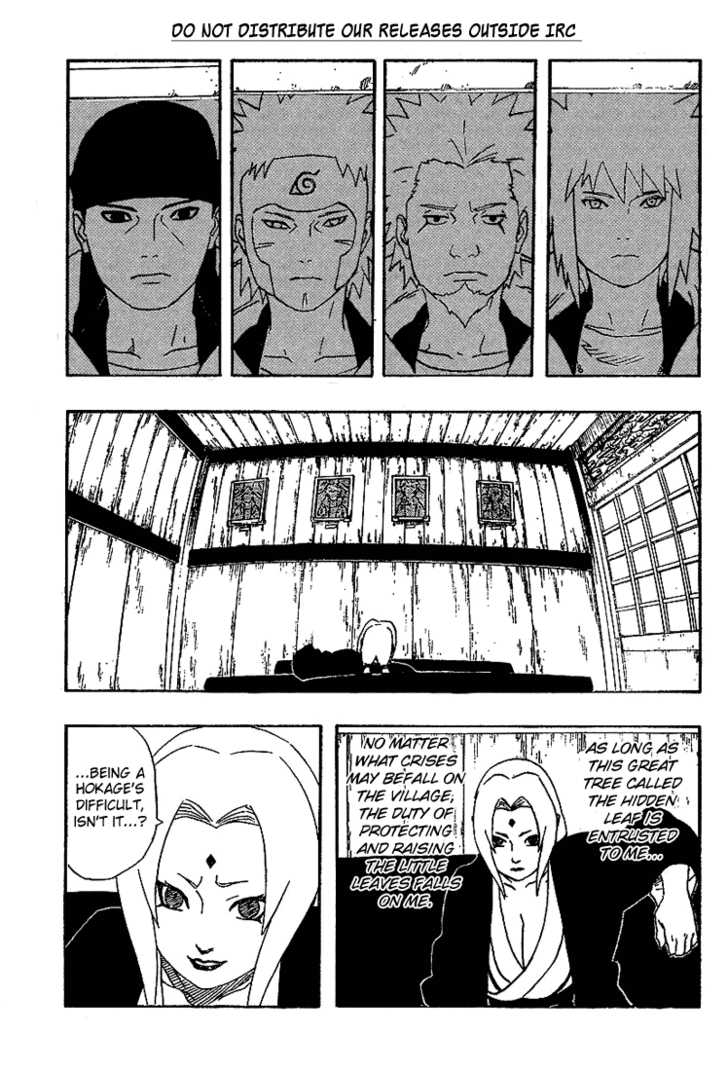 DO NOT DISTRIBUTE OUR RELEASES OUTSIDE IRC
AS LONG AS
THIS GREAT
TREE CALLED
THE HIDDEN
LEAF IS
ENTRUSTED
TO ME...
NO MATTER
WHAT CRISES
MAY BEFALL ON
THE VILLAGE,
THE DUTY OF
PROTECTING
AND RAISING
THE LITTLE
LEAVES FALLS
ON ME.
...BEING A
HOKAGE'S
DIFFICULT,
ISN'T IT...?